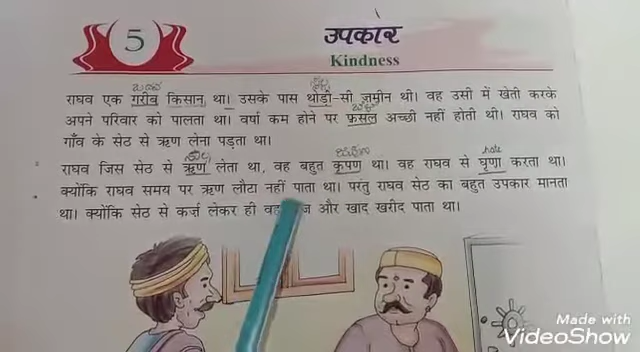 5
उपकार
Kindness
राघव एक गरीब किसान था। उसके पास थोड़ी-सी ज़मीन थी। वह उसी में खेती करके
अपने परिवार को पालता था। वर्षा कम होने पर फ़सल अच्छी नहीं होती थी। राघव को
गाँव के सेठ से ऋण लेना पड़ता था।
hate
राघव जिस सेठ से ऋण लेता था, वह बहुत कृपण था। वह राघव से घृणा करता था।
क्योंकि राघव समय पर ऋण लौटा नहीं पाता था। परंतु राघव सेठ का बहुत उपकार मानता
था। क्योंकि सेठ से कर्ज़ लेकर ही और खाद खरीद पाता था।
Made with
VideoShow